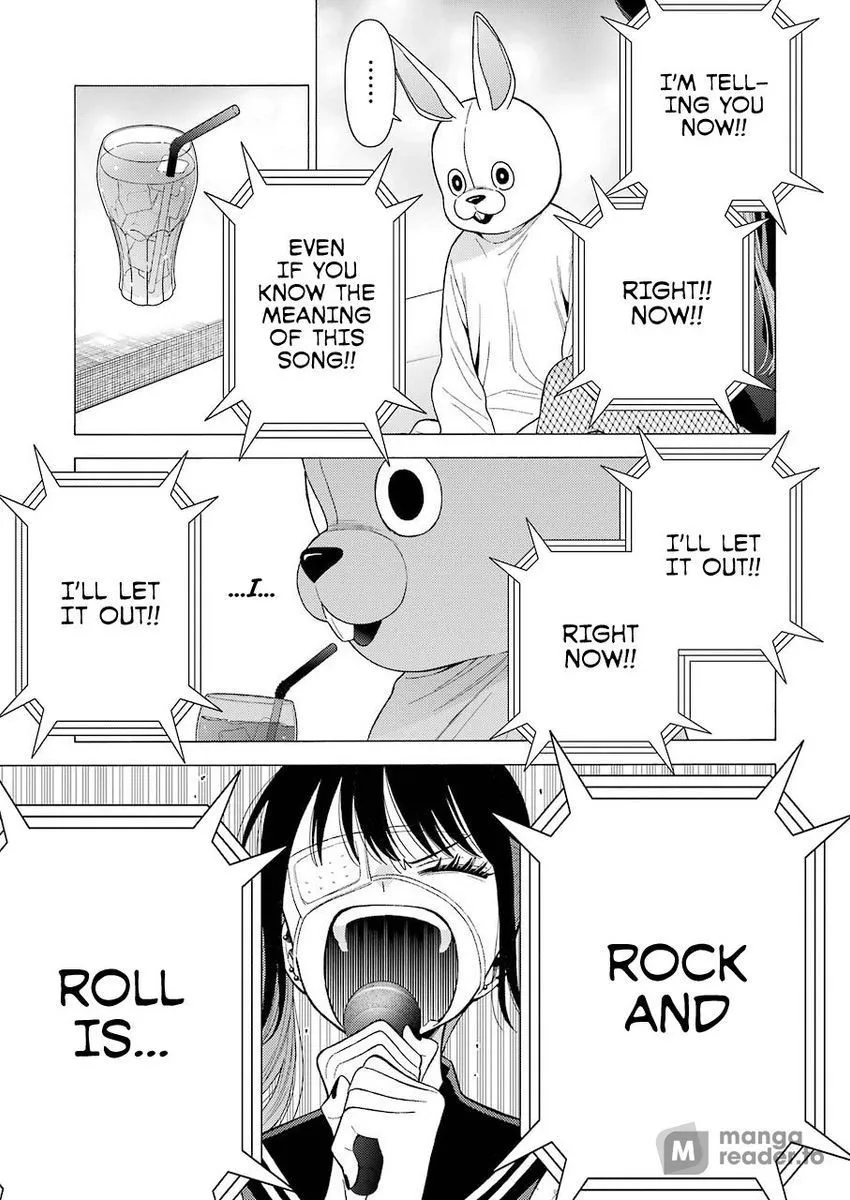 I'M TELL-
ING YOU
NOW!!
RIGHT!!
NOW!!
......
EVEN
IF YOU
KNOW THE
MEANING
OF THIS
SONG!!
I'LL LET
IT OUT!!
RIGHT
NOW!!
...I...
I'LL LET
IT OUT!!
ROCK
AND
ROLL
IS...
M manga
reader.to